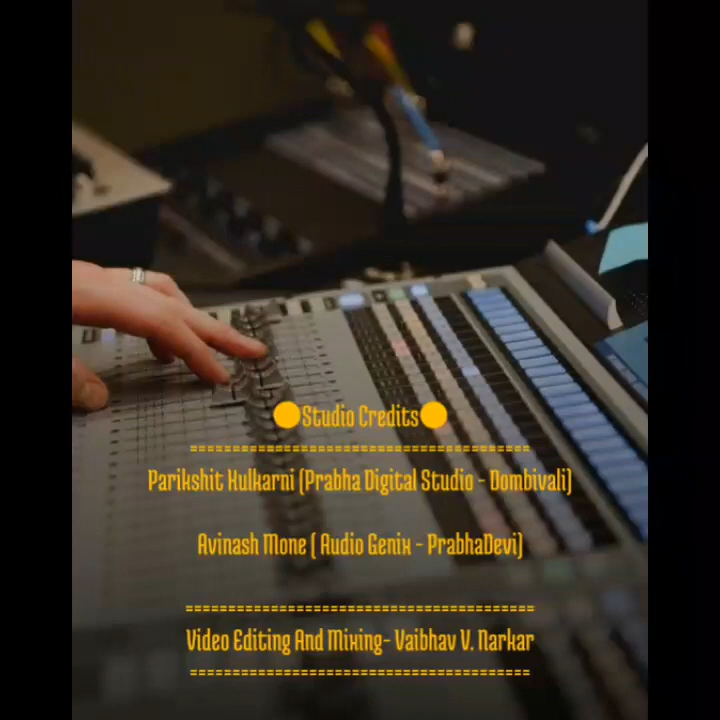 🟡Studio Credits🟡
========================================
Parikshit Kulkarni (Prabha Digital Studio - Dombivali)
Avinash Mone ( Audio Genix - PrabhaDevi)
=========================================
Video Editing And Mixing- Vaibhav V. Narkar
========================================